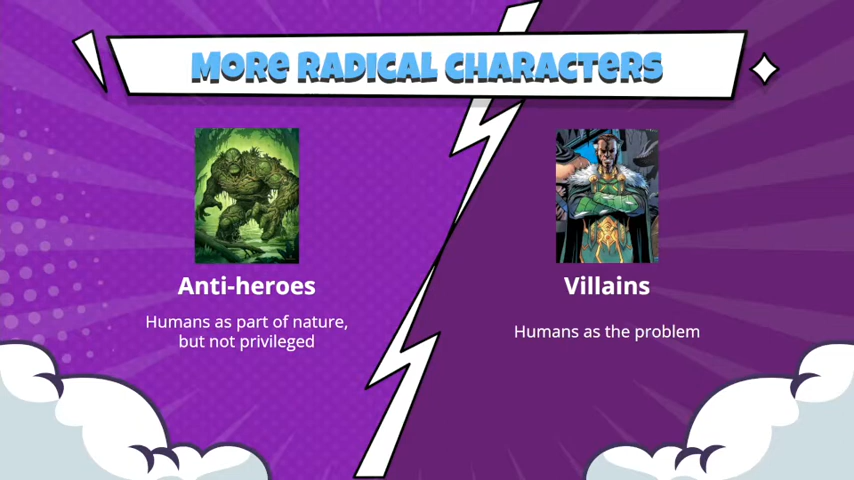 More Radical Characters
Anti-heroes
Humans as part of nature,
but not privileged
Villains
Humans as the problem